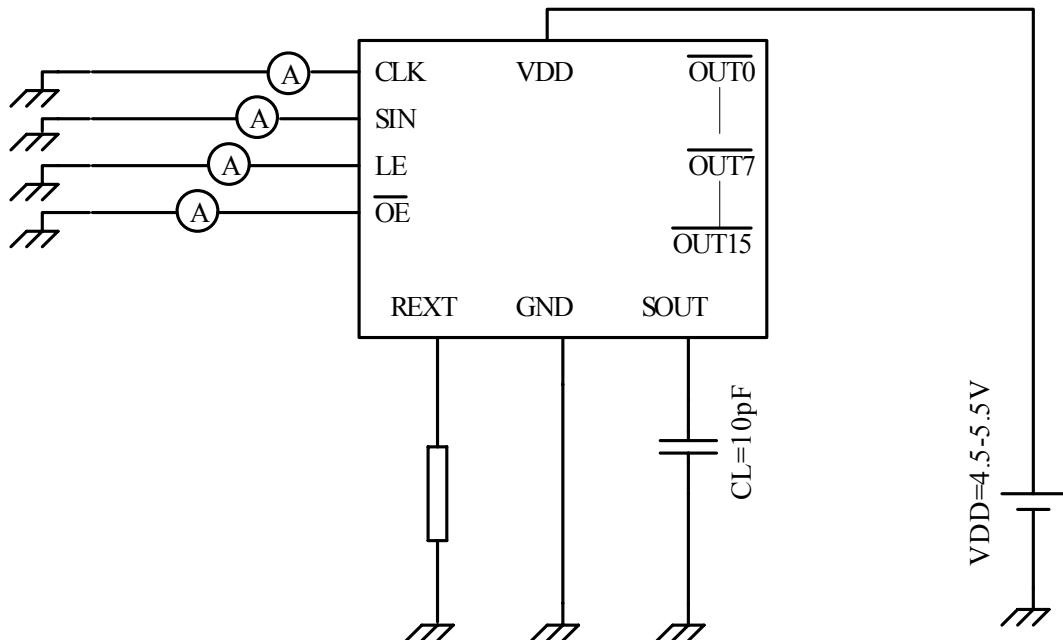 A CLK VDD OUT0
A SIN
A LE OUT7
A OE
OUT15
REXT GND SOUT
CL=10pF
VDD=4.5-5.5V